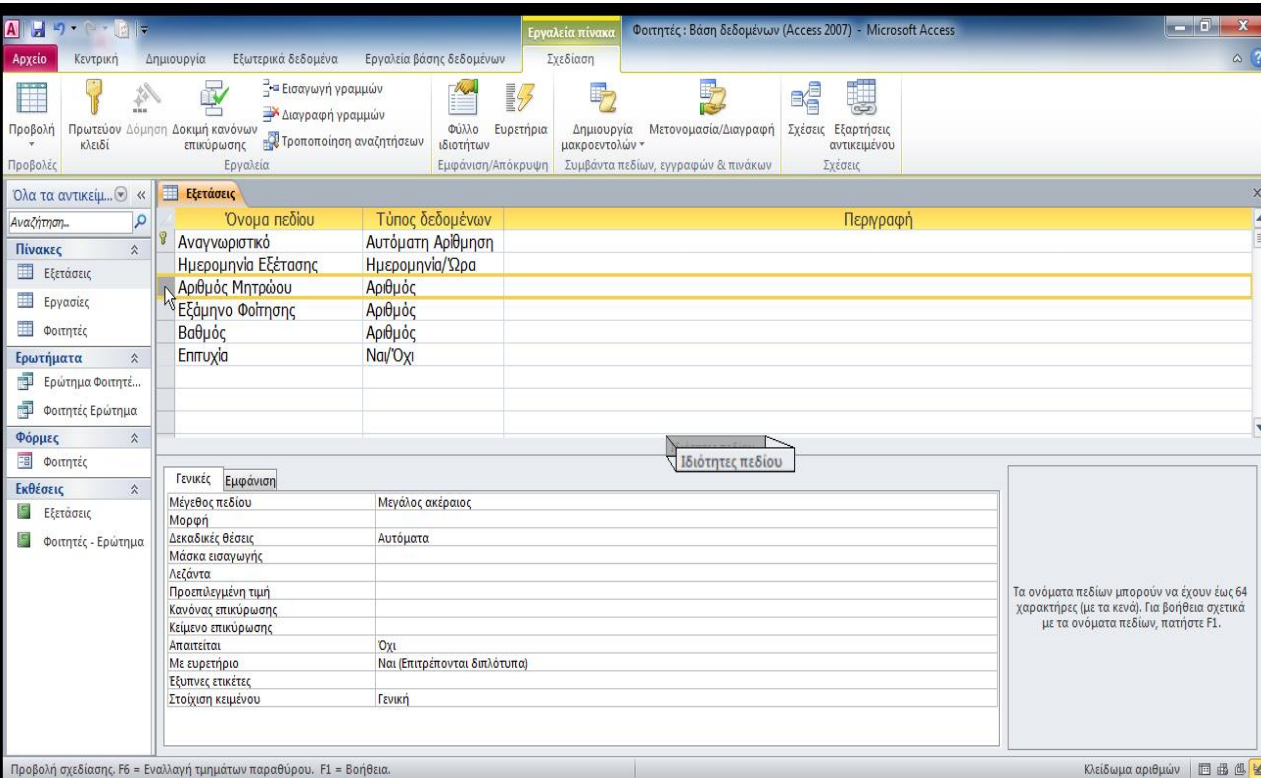 Εργαλεία πίνακα
Φοιτητές : Βάση δεδομένων (Access 2007) - Microsoft Access
Αρχείο Κεντρική Δημιουργία Εξωτερικά δεδομένα Εργαλεία βάσης δεδομένων Σχεδίαση
Προβολή
Πρωτεύον κλειδί
Δόμηση
Δοκιμή κανόνων επικύρωσης
Εισαγωγή γραμμών
Διαγραφή γραμμών
Τροποποίηση αναζητήσεων
Φύλλο ιδιοτήτων
Ευρετήρια
Δημιουργία μακροεντολών
Μετονομασία/Διαγραφή
Σχέσεις
Εξαρτήσεις αντικειμένου
Προβολές Εργαλεία Εμφάνιση/Απόκρυψη Συμβάντα πεδίων, εγγραφών & πινάκων Σχέσεις
Όλα τα αντικείμ...
Αναζήτηση...
Πίνακες
Εξετάσεις
Εργασίες
Φοιτητές
Ερωτήματα
Ερώτημα Φοιτητέ...
Φοιτητές Ερώτημα
Φόρμες
Φοιτητές
Εκθέσεις
Εξετάσεις
Φοιτητές - Ερώτημα
Εξετάσεις
Όνομα πεδίου Τύπος δεδομένων Περιγραφή
Αναγνωριστικό Αυτόματη Αρίθμηση
Ημερομηνία Εξέτασης Ημερομηνία/Ώρα
Αριθμός Μητρώου Αριθμός
Εξάμηνο Φοίτησης Αριθμός
Βαθμός Αριθμός
Επιτυχία Ναι/Όχι
Ιδιότητες πεδίου
Γενικές Εμφάνιση
Μέγεθος πεδίου Μεγάλος ακέραιος
Μορφή
Δεκαδικές θέσεις Αυτόματα
Μάσκα εισαγωγής
Λεζάντα
Προεπιλεγμένη τιμή
Κανόνας επικύρωσης
Κείμενο επικύρωσης
Απαιτείται Όχι
Με ευρετήριο Ναι (Επιτρέπονται διπλότυπα)
Έξυπνες ετικέτες
Στοίχιση κειμένου Γενική
Τα ονόματα πεδίων μπορούν να έχουν έως 64
χαρακτήρες (με τα κενά). Για βοήθεια σχετικά
με τα ονόματα πεδίων, πατήστε F1.
Προβολή σχεδίασης. F6 = Εναλλαγή τμημάτων παραθύρου. F1 = Βοήθεια.
Κλείδωμα αριθμών